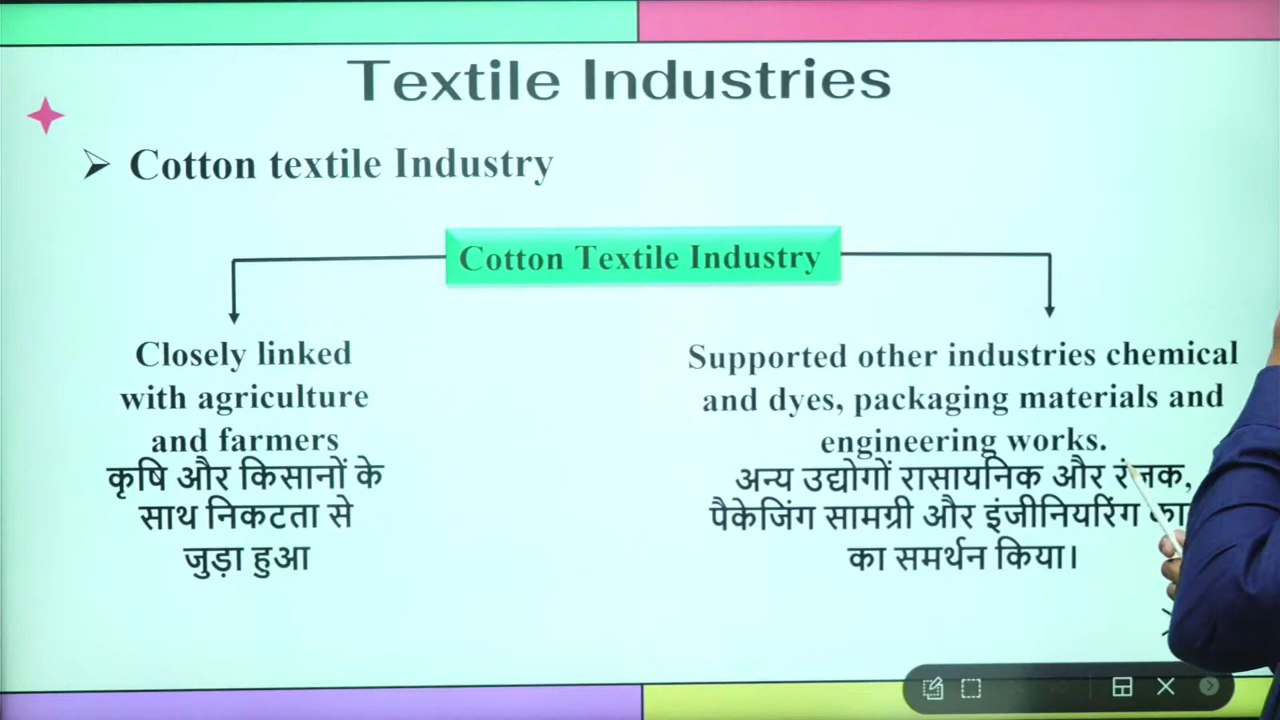 Textile Industries
➢ Cotton textile Industry
Cotton Textile Industry
Closely linked
with agriculture
and farmers
कृषि और किसानों के
साथ निकटता से
जुड़ा हुआ
Supported other industries chemical
and dyes, packaging materials and
engineering works.
अन्य उद्योगों रासायनिक और रंजक,
पैकेजिंग सामग्री और इंजीनियरिंग
का समर्थन किया।